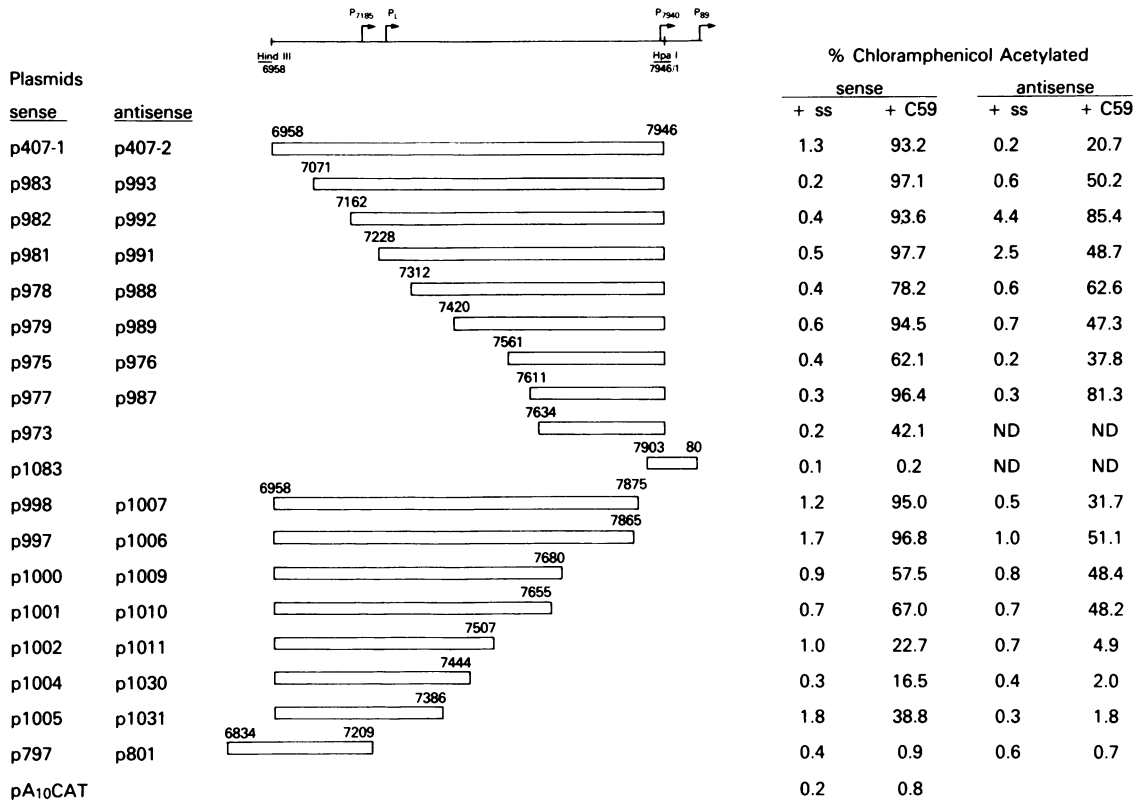 P7185 PL P7940 P89
Hind III 6958 Hpa I 7946/1
% Chloramphenicol Acetylated
Plasmids
sense antisense
sense antisense
+ ss + C59 + ss + C59
6958 7946
p407-1 p407-2 1.3 93.2 0.2 20.7
7071
p983 p993 0.2 97.1 0.6 50.2
7162
p982 p992 0.4 93.6 4.4 85.4
7228
p981 p991 0.5 97.7 2.5 48.7
7312
p978 p988 0.4 78.2 0.6 62.6
7420
p979 p989 0.6 94.5 0.7 47.3
7561
p975 p976 0.4 62.1 0.2 37.8
7611
p977 p987 0.3 96.4 0.3 81.3
7634
p973 0.2 42.1 ND ND
7903 80
p1083 0.1 0.2 ND ND
6958 7875
p998 p1007 1.2 95.0 0.5 31.7
7865
p997 p1006 1.7 96.8 1.0 51.1
7680
p1000 p1009 0.9 57.5 0.8 48.4
7655
p1001 p1010 0.7 67.0 0.7 48.2
7507
p1002 p1011 1.0 22.7 0.7 4.9
7444
p1004 p1030 0.3 16.5 0.4 2.0
7386
p1005 p1031 1.8 38.8 0.3 1.8
6834 7209
p797 p801 0.4 0.9 0.6 0.7
pA10CAT 0.2 0.8